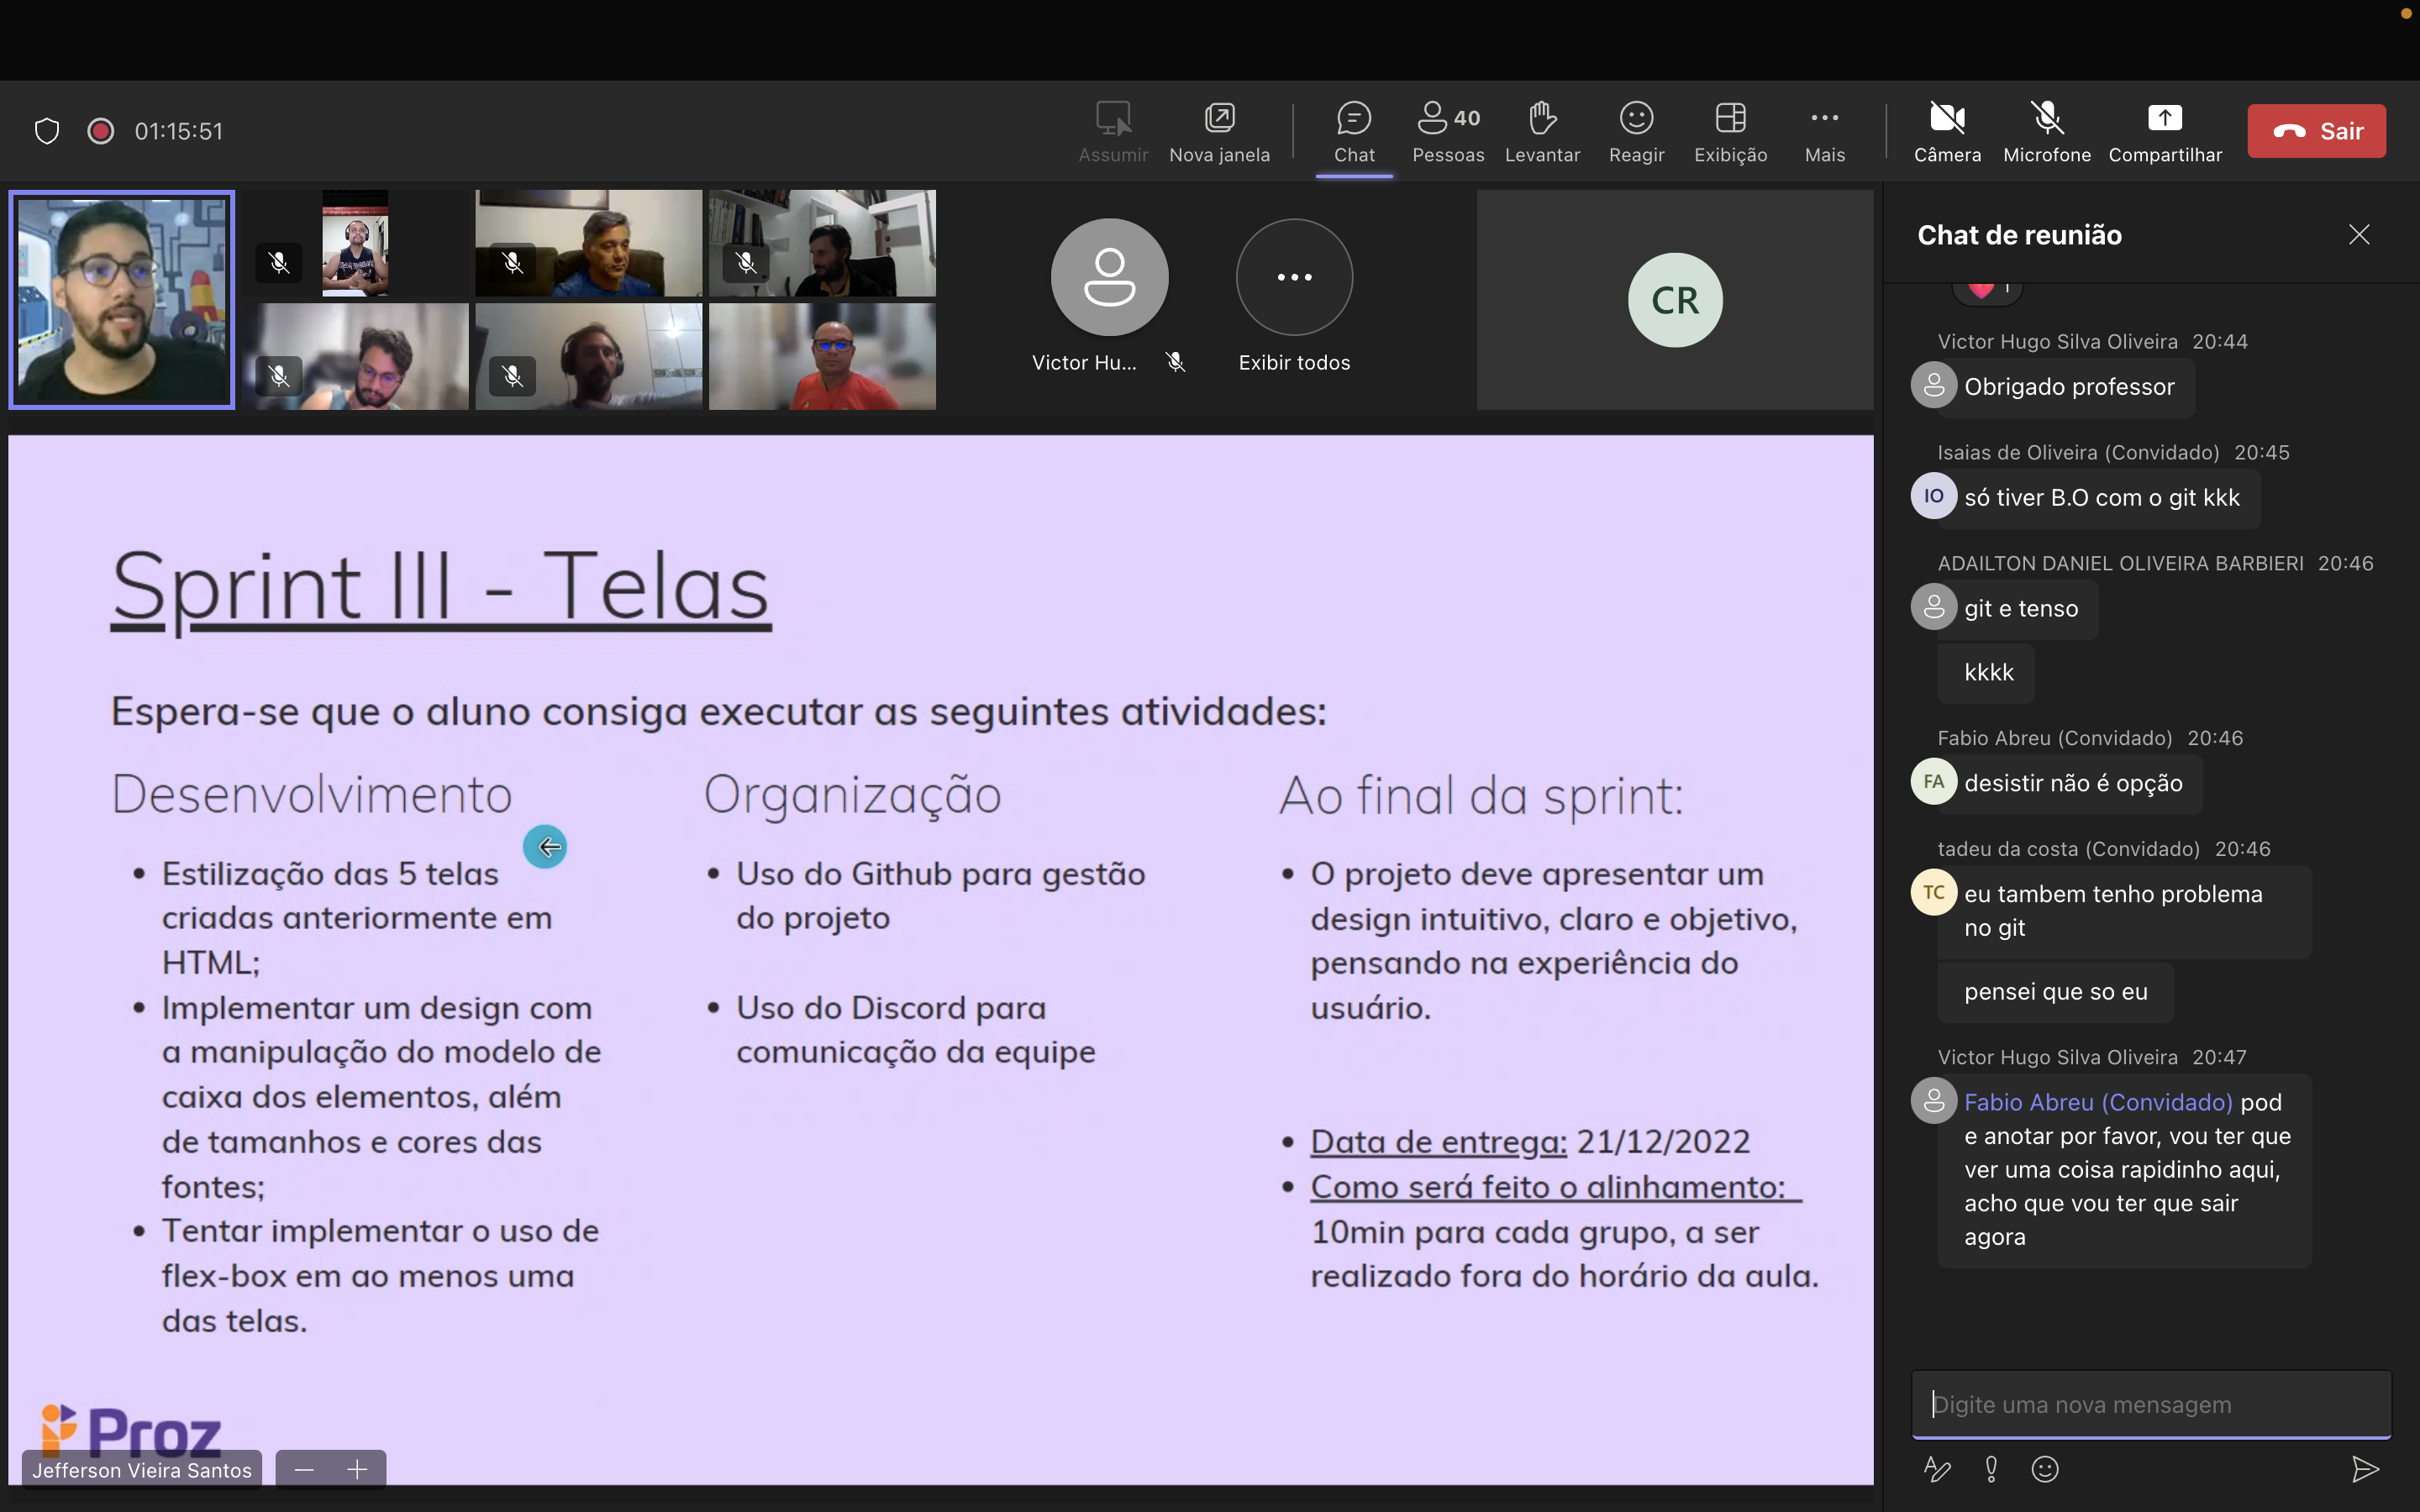 01:15:51
Assumir
Nova janela
Chat
40
Pessoas
Levantar
Reagir
Exibição
Mais
Câmera
Microfone
Compartilhar
Sair
Victor Hu...
Exibir todos
CR
Sprint III - Telas
Espera-se que o aluno consiga executar as seguintes atividades:
Desenvolvimento
• Estilização das 5 telas
criadas anteriormente em
HTML;
• Implementar um design com
a manipulação do modelo de
caixa dos elementos, além
de tamanhos e cores das
fontes;
• Tentar implementar o uso de
flex-box em ao menos uma
das telas.
Organização
• Uso do Github para gestão
do projeto
• Uso do Discord para
comunicação da equipe
Ao final da sprint:
• O projeto deve apresentar um
design intuitivo, claro e objetivo,
pensando na experiência do
usuário.
• Data de entrega: 21/12/2022
• Como será feito o alinhamento:
10min para cada grupo, a ser
realizado fora do horário da aula.
Proz
Jefferson Vieira Santos
Chat de reunião
1
Victor Hugo Silva Oliveira 20:44
Obrigado professor
Isaias de Oliveira (Convidado) 20:45
IO
só tiver B.O com o git kkk
ADAILTON DANIEL OLIVEIRA BARBIERI 20:46
git e tenso
kkkk
Fabio Abreu (Convidado) 20:46
FA
desistir não é opção
tadeu da costa (Convidado) 20:46
TC
eu tambem tenho problema
no git
pensei que so eu
Victor Hugo Silva Oliveira 20:47
Fabio Abreu (Convidado) pod
e anotar por favor, vou ter que
ver uma coisa rapidinho aqui,
acho que vou ter que sair
agora
Digite uma nova mensagem